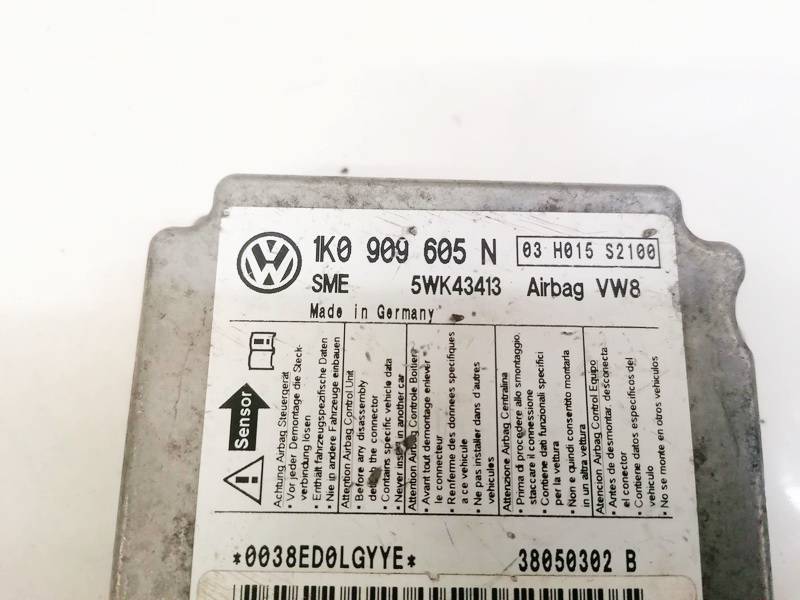 1K0 909 605 N
03 H015 S2100
SME 5WK43413 Airbag VW8
Made in Germany
Sensor
Achtung Airbag Steuergerät
• Vor jeder Demontage die Steck-
verbindung lösen
• Enthält fahrzeugspezifische Daten
• Nie in andere Fahrzeuge einbauen
Attention Airbag Control Unit
• Before any disassembly
detach the connector
• Contains specific vehicle data
• Never install in another car
Attention Airbag Controle Boitier
• Avant tout demontage enlever
le connecteur
• Renferme des donnees specifiques
a ce vehicule
• Ne pas installer dans d'autres
vehicules
Attenzione Airbag Centralina
• Prima di procedere allo smontaggio,
staccare il connessione
• Contiene dati funzionali specifici
per la vettura
• Non e quindi consentito montarla
in un altra vettura
Atencion Airbag Control Equipo
• Antes de desmontar, desconecta
el conector
• Contiene datos especificos del
vehiculo
• No se monte en otros vehiculos
*0038ED0LGYYE* 38050302 B